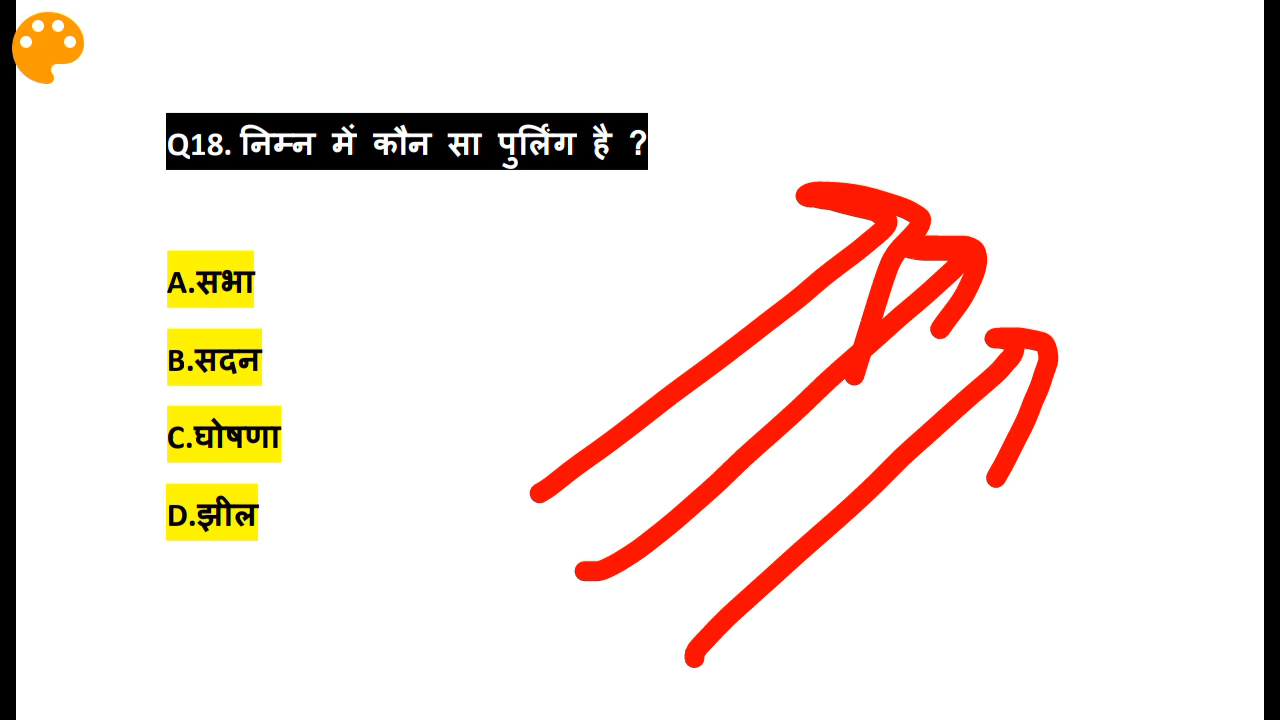 Q18. निम्न में कौन सा पुर्लिंग है ?
A.सभा
B.सदन
C.घोषणा
D.झील